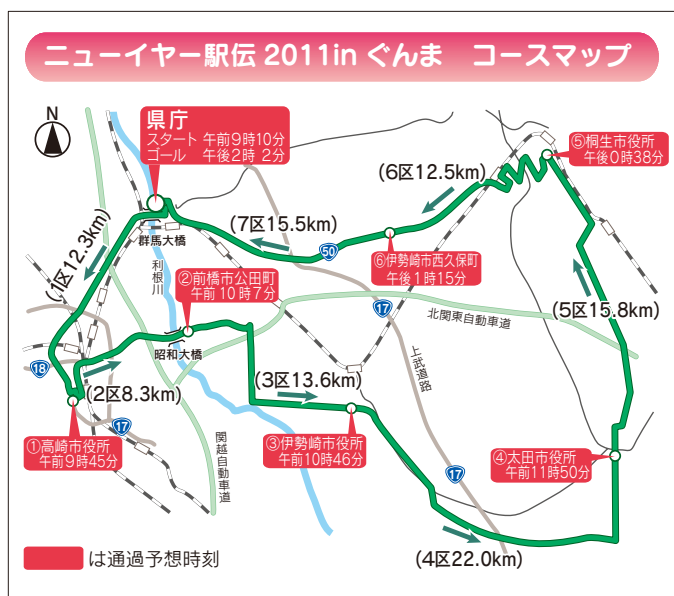 ニューイヤー駅伝 2011in ぐんま　コースマップ
N
県庁
スタート 午前9時10分
ゴール 午後2時 2分
⑤桐生市役所
午後0時38分
(6区12.5km)
(7区15.5km)
50
群馬大橋
⑥伊勢崎市西久保町
午後1時15分
(1区12.3km)
利根川
②前橋市公田町
午前10時7分
17
北関東自動車道
(5区15.8km)
昭和大橋
上武道路
18
(2区8.3km)
(3区13.6km)
17
①高崎市役所
午前9時45分
関越自動車道
③伊勢崎市役所
午前10時46分
17
④太田市役所
午前11時50分
(4区22.0km)
は通過予想時刻